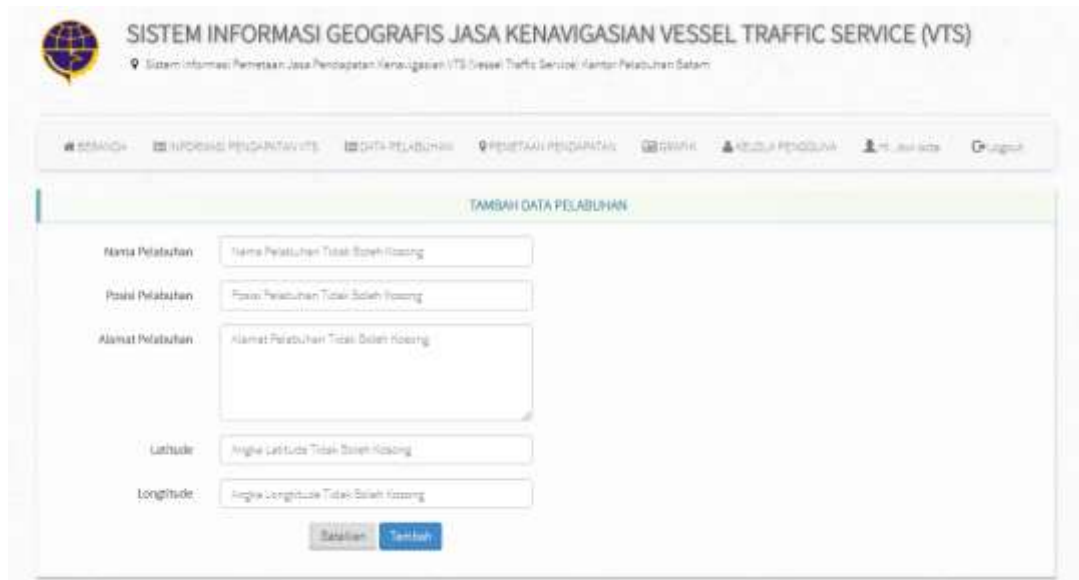 SISTEM INFORMASI GEOGRAFIS JASA KENAVIGASIAN VESSEL TRAFFIC SERVICE (VTS)
Sistem Informasi Pemetaan Jasa Pendapatan Kenavigasian VTS (Vessel Traffic Service) Kantor Pelabuhan Batam
BERANDA INFORMASI PENDAPATAN VTS DATA PELABUHAN PEMETAAN PENDAPATAN GRAFIK KELOLA PENGGUNA Hi, Logout
TAMBAH DATA PELABUHAN
Nama Pelabuhan Nama Pelabuhan Tidak Boleh Kosong
Posisi Pelabuhan Posisi Pelabuhan Tidak Boleh Kosong
Alamat Pelabuhan Alamat Pelabuhan Tidak Boleh Kosong
Latitude Angka Latitude Tidak Boleh Kosong
Longtitude Angka Longtitude Tidak Boleh Kosong
Batalkan Tambah